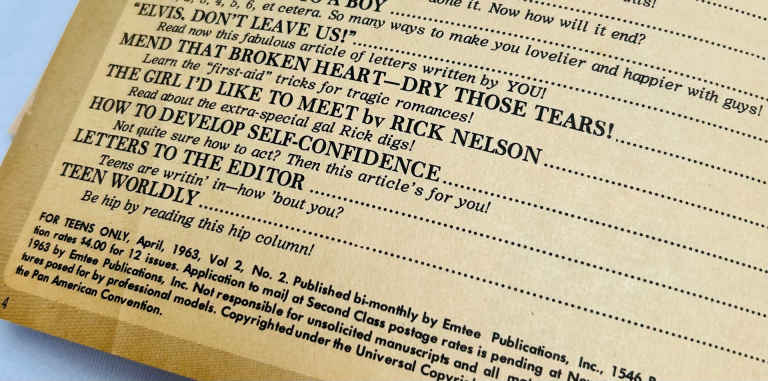 O A BOY
done it. Now how will it end?
5, 6, et cetera. So many ways to make you lovelier and happier with guys!
"ELVIS, DON'T LEAVE US!"
Read now this fabulous article of letters written by YOU!
MEND THAT BROKEN HEART—DRY THOSE TEARS!
Learn the "first-aid" tricks for tragic romances!
THE GIRL I'D LIKE TO MEET by RICK NELSON
Read about the extra-special gal Rick digs!
HOW TO DEVELOP SELF-CONFIDENCE
Not quite sure how to act? Then this article's for you!
LETTERS TO THE EDITOR
Teens are writin' in—how 'bout you?
TEEN WORLDLY
Be hip by reading this hip column!
FOR TEENS ONLY, April, 1963, Vol 2, No. 2. Published bi-monthly by Emtee Publications, Inc., 1546
tion rates $4.00 for 12 issues. Application to mail at Second Class postage rates is pending at
1963 by Emtee Publications, Inc. Not responsible for unsolicited manuscripts and all
tures posed for by professional models. Copyrighted under the Universal
the Pan American Convention.
4